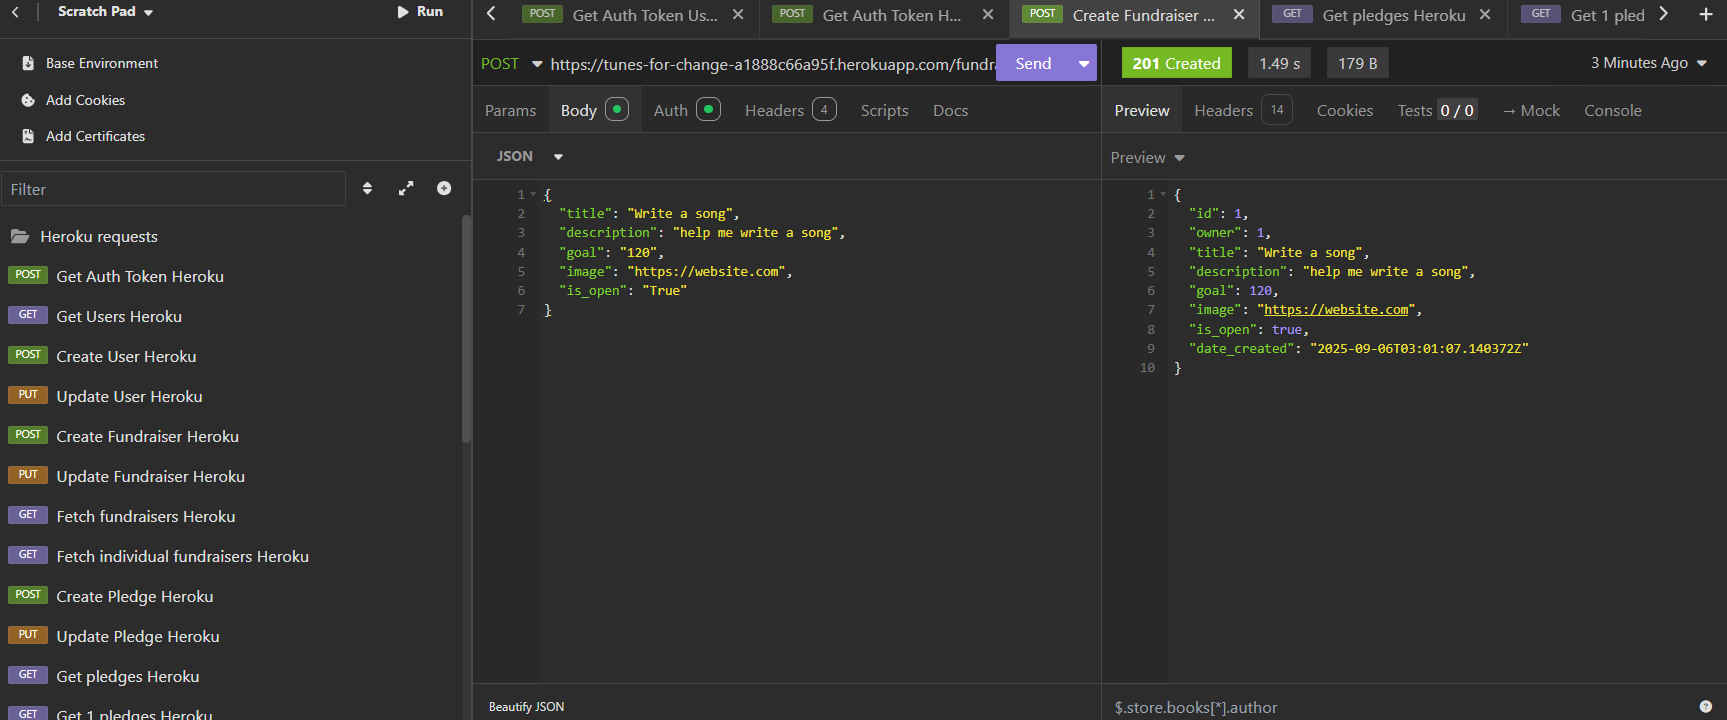 Scratch Pad
Run
Base Environment
Add Cookies
Add Certificates
Filter
Heroku requests
POST Get Auth Token Heroku
GET Get Users Heroku
POST Create User Heroku
PUT Update User Heroku
POST Create Fundraiser Heroku
PUT Update Fundraiser Heroku
GET Fetch fundraisers Heroku
GET Fetch individual fundraisers Heroku
POST Create Pledge Heroku
PUT Update Pledge Heroku
GET Get pledges Heroku
GET Get 1 pledges Heroku
POST Get Auth Token Us...
POST Get Auth Token H...
POST Create Fundraiser ...
GET Get pledges Heroku
GET Get 1 pled
POST https://tunes-for-change-a1888c66a95f.herokuapp.com/fundra
Send
Params Body Auth Headers 4 Scripts Docs
JSON
1 {
2 "title": "Write a song",
3 "description": "help me write a song",
4 "goal": "120",
5 "image": "https://website.com",
6 "is_open": "True"
7 }
Beautify JSON
201 Created 1.49 s 179 B 3 Minutes Ago
Preview Headers 14 Cookies Tests 0 / 0 → Mock Console
Preview
1 {
2 "id": 1,
3 "owner": 1,
4 "title": "Write a song",
5 "description": "help me write a song",
6 "goal": 120,
7 "image": "https://website.com",
8 "is_open": true,
9 "date_created": "2025-09-06T03:01:07.140372Z"
10 }
$.store.books[*].author